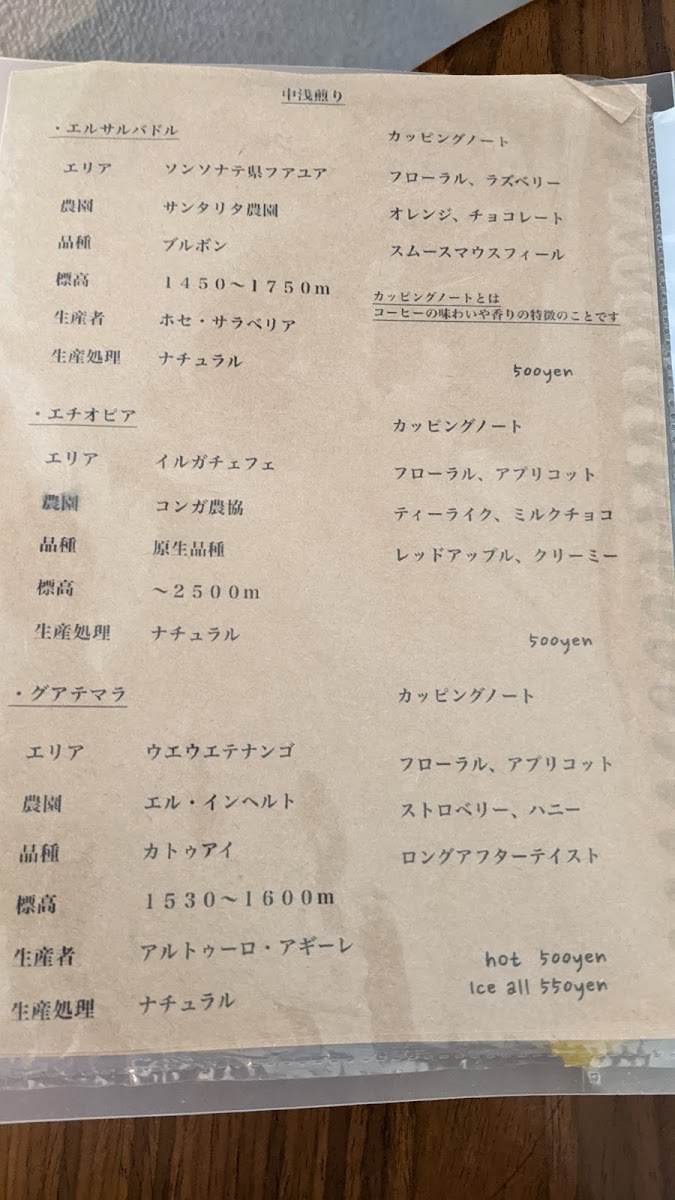 中浅煎り
・エルサルバドル
エリア ソンソナテ県フアユア
農園 サンタリタ農園
品種 ブルボン
標高 1450～1750m
生産者 ホセ・サラベリア
生産処理 ナチュラル
カッピングノート
フローラル、ラズベリー
オレンジ、チョコレート
スムースマウスフィール
カッピングノートとは
コーヒーの味わいや香りの特徴のことです
500yen
・エチオピア
エリア イルガチェフェ
農園 コンガ農協
品種 原生品種
標高 ～2500m
生産処理 ナチュラル
カッピングノート
フローラル、アプリコット
ティーライク、ミルクチョコ
レッドアップル、クリーミー
500yen
・グアテマラ
エリア ウエウエテナンゴ
農園 エル・インヘルト
品種 カトゥアイ
標高 1530～1600m
生産者 アルトゥーロ・アギーレ
生産処理 ナチュラル
カッピングノート
フローラル、アプリコット
ストロベリー、ハニー
ロングアフターテイスト
hot 500yen
Ice all 550yen